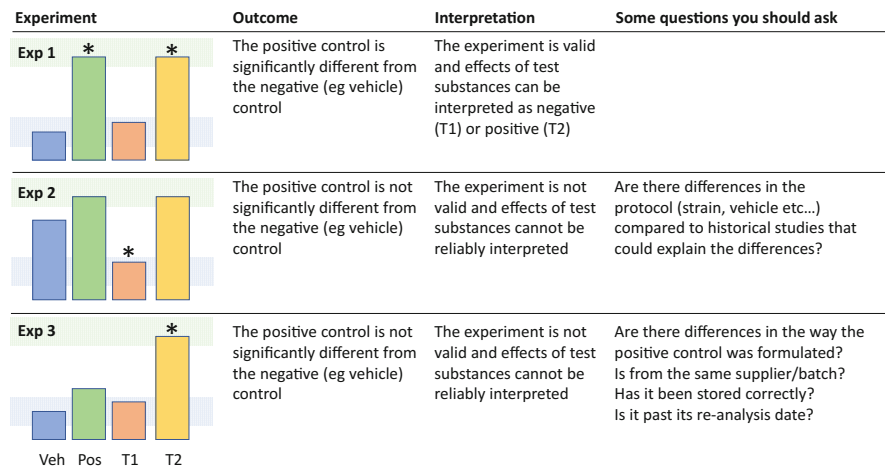 Experiment
Outcome
Interpretation
Some questions you should ask
Exp 1
*
*
The positive control is
significantly different from
the negative (eg vehicle)
control
The experiment is valid
and effects of test
substances can be
interpreted as negative
(T1) or positive (T2)
Exp 2
*
The positive control is not
significantly different from
the negative (eg vehicle)
control
The experiment is not
valid and effects of test
substances cannot be
reliably interpreted
Are there differences in the
protocol (strain, vehicle etc...)
compared to historical studies that
could explain the differences?
Exp 3
*
The positive control is not
significantly different from
the negative (eg vehicle)
control
The experiment is not
valid and effects of test
substances cannot be
reliably interpreted
Are there differences in the way the
positive control was formulated?
Is from the same supplier/batch?
Has it been stored correctly?
Is it past its re-analysis date?
Veh Pos T1 T2